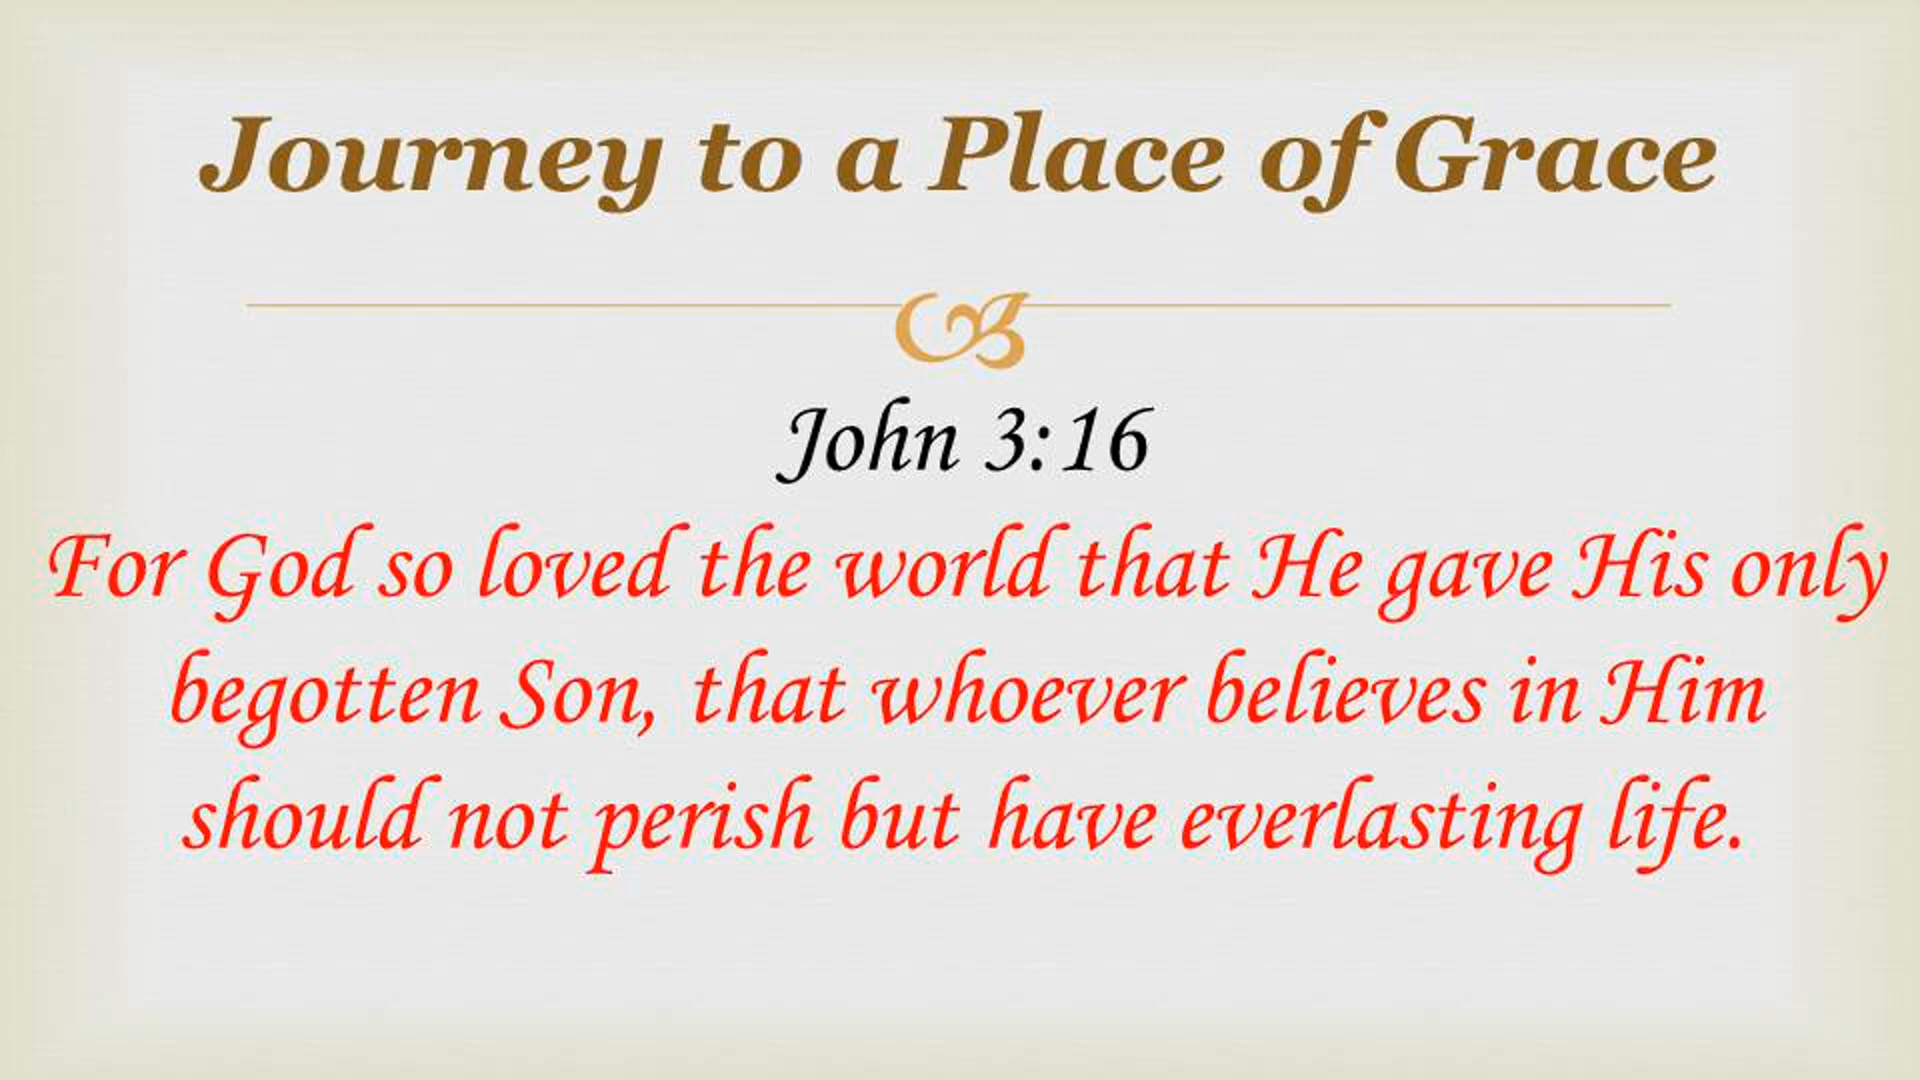 Journey to a Place of Grace
John 3:16
For God so loved the world that He gave His only
begotten Son, that whoever believes in Him
should not perish but have everlasting life.